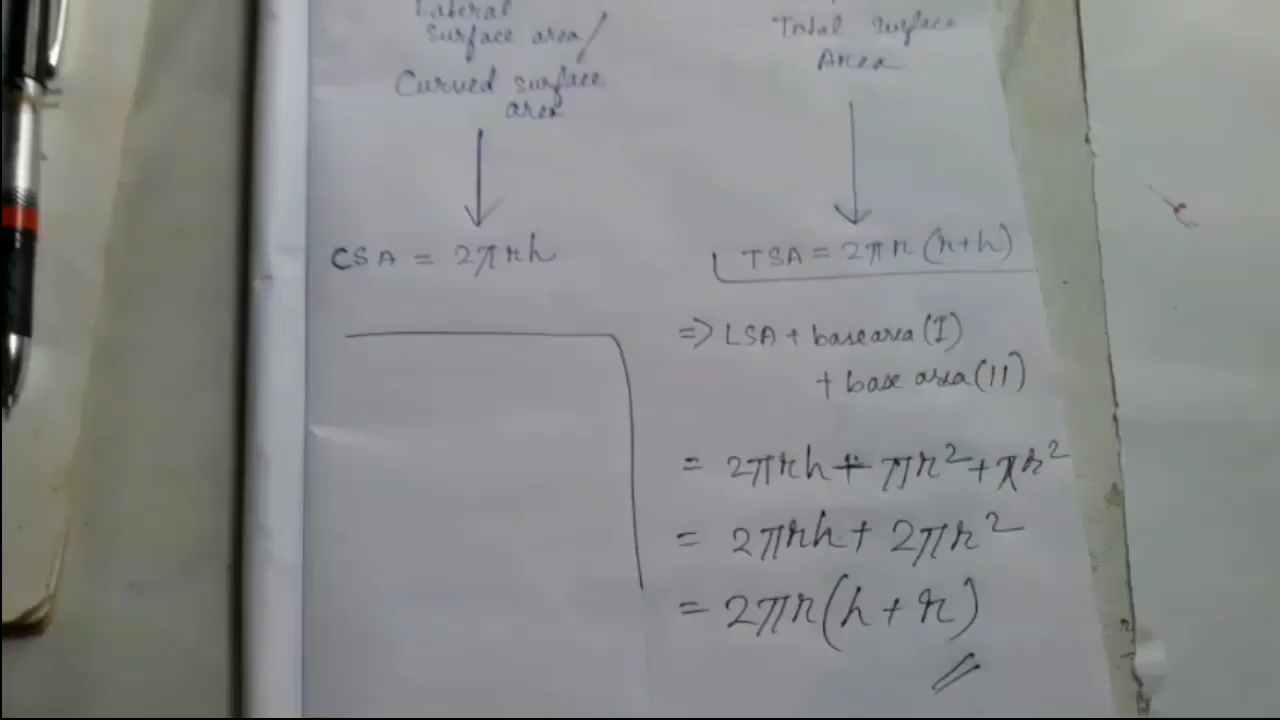 Lateral
Surface area/
Curved surface
area
CSA = 2πrh
Total Surface
Area
TSA = 2πr (r+h)
=> LSA + base area (I)
+ base area (II)
= 2πrh + πr² + πr²
= 2πrh + 2πr²
= 2πr (h + r)